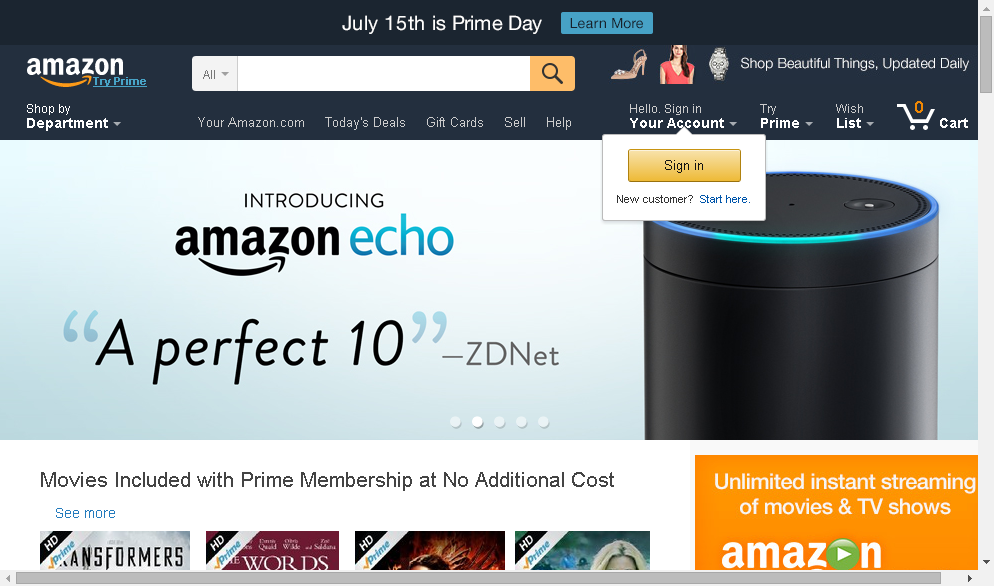 July 15th is Prime Day Learn More
amazon
Try Prime
All
Shop Beautiful Things, Updated Daily
Shop by
Department
Your Amazon.com Today's Deals Gift Cards Sell Help
Hello. Sign in
Your Account
Try
Prime
Wish
List
0
Cart
Sign in
New customer? Start here.
INTRODUCING
amazon echo
“A perfect 10” —ZDNet
Movies Included with Prime Membership at No Additional Cost
See more
HD Prime
TRANSFORMERS
HD Prime
THE WORDS
HD Prime
HD Prime
Unlimited instant streaming
of movies & TV shows
amazon